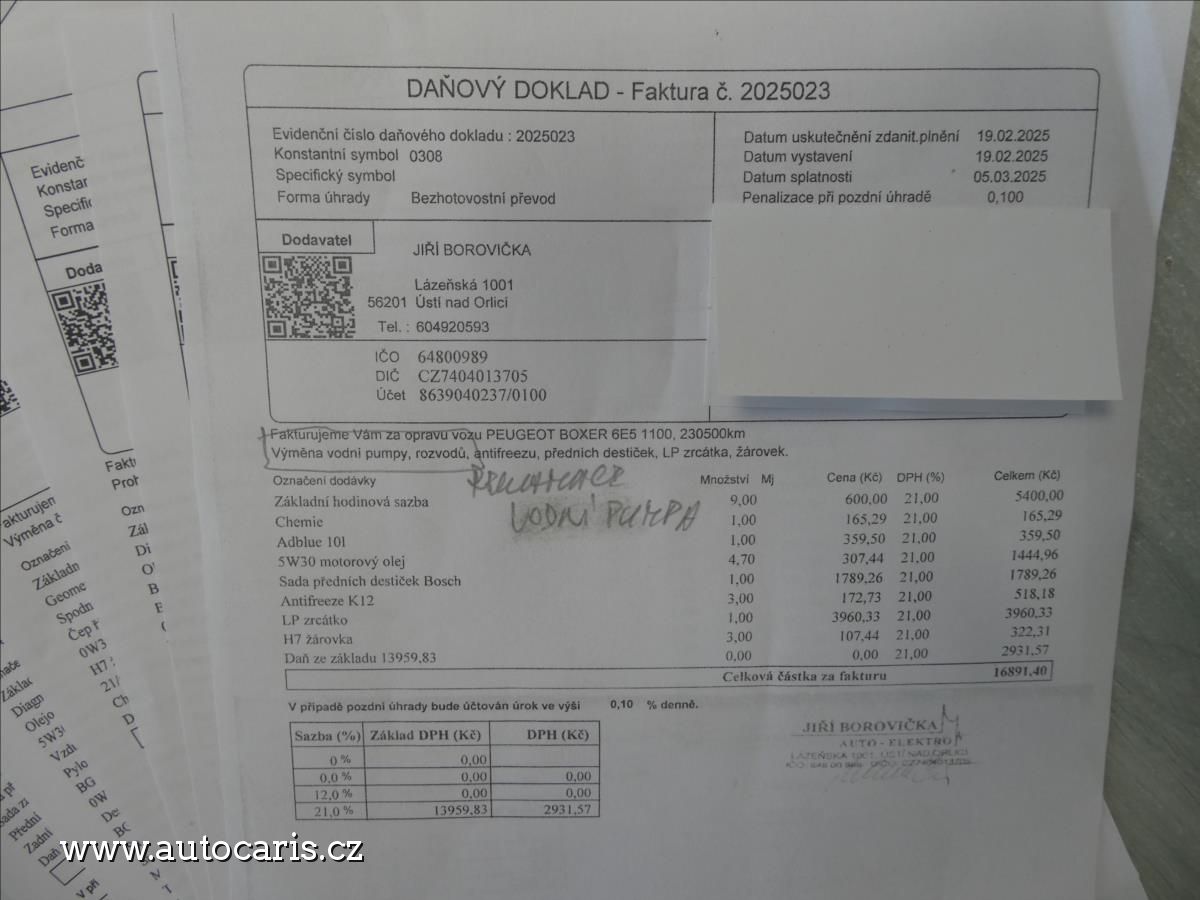 DAŇOVÝ DOKLAD - Faktura č. 2025023
Evidenční číslo daňového dokladu : 2025023
Konstantní symbol 0308
Specifický symbol
Forma úhrady Bezhotovostní převod
Datum uskutečnění zdanit.plnění 19.02.2025
Datum vystavení 19.02.2025
Datum splatnosti 05.03.2025
Penalizace při pozdní úhradě 0,100
Dodavatel
JIŘÍ BOROVIČKA
Lázeňská 1001
56201 Ústí nad Orlicí
Tel. : 604920593
IČO 64800989
DIČ CZ7404013705
Účet 8639040237/0100
Fakturujeme Vám za opravu vozu PEUGEOT BOXER 6E5 1100, 230500km
Výměna vodní pumpy, rozvodů, antifreezu, předních destiček, LP zrcátka, žárovek.
VODNÍ PUMPA
Označení dodávky Množství Mj Cena (Kč) DPH (%) Celkem (Kč)
Základní hodinová sazba 9,00 600,00 21,00 5400,00
Chemie 1,00 165,29 21,00 165,29
Adblue 10l 1,00 359,50 21,00 359,50
5W30 motorový olej 4,70 307,44 21,00 1444,96
Sada předních destiček Bosch 1,00 1789,26 21,00 1789,26
Antifreeze K12 3,00 172,73 21,00 518,18
LP zrcátko 1,00 3960,33 21,00 3960,33
H7 žárovka 3,00 107,44 21,00 322,31
Daň ze základu 13959,83 0,00 0,00 21,00 2931,57
Celková částka za fakturu 16891,40
V případě pozdní úhrady bude účtován úrok ve výši 0,10 % denně.
Sazba (%) Základ DPH (Kč) DPH (Kč)
0 % 0,00
0,0 % 0,00 0,00
12,0 % 0,00 0,00
21,0 % 13959,83 2931,57
JIŘÍ BOROVIČKA
AUTO - ELEKTRO
LÁZEŇSKÁ 1001, ÚSTÍ NAD ORLICÍ
Evidenč
Konstar
Specifik
Forma
Doda
www.autocaris.cz